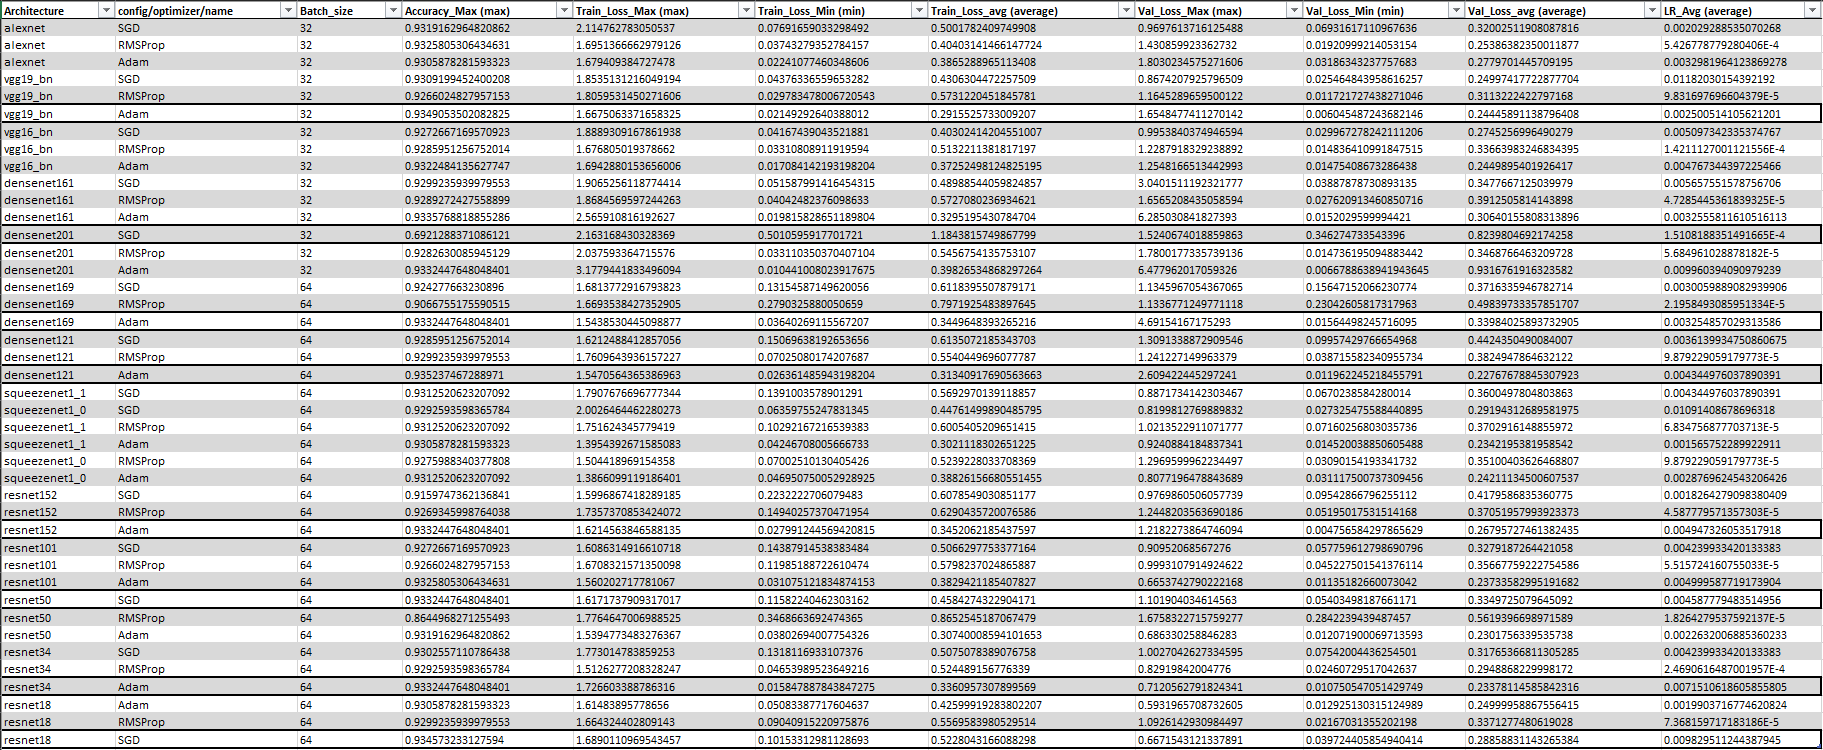 Architecture config/optimizer/name Batch_size Accuracy_Max (max) Train_Loss_Max (max) Train_Loss_Min (min) Train_Loss_avg (average) Val_Loss_Max (max) Val_Loss_Min (min) Val_Loss_avg (average) LR_Avg (average)
alexnet SGD 32 0.9319162964820862 2.114762783050537 0.07691659033298492 0.5001782409749908 0.9697613716125488 0.06931617110967636 0.32002511908087816 0.002029288535070268
alexnet RMSProp 32 0.9325805306434631 1.6951366662979126 0.03743279352784157 0.40403141466147724 1.430859923362732 0.01920999214053154 0.25386382350011877 5.426778779280406E-4
alexnet Adam 32 0.9305878281593323 1.679409384727478 0.02241077460348606 0.3865288965113408 1.8030234575271606 0.03186343237757683 0.2779701445709195 0.0032981964123869278
vgg19_bn SGD 32 0.9309199452400208 1.8535131216049194 0.04376336559653282 0.4306304472257509 0.8674207925796509 0.025464843958616257 0.24997417722877704 0.01182030154392192
vgg19_bn RMSProp 32 0.9266024827957153 1.8059531450271606 0.029783478006720543 0.5731220451845781 1.1645289659500122 0.011721727438271046 0.3113222422797168 9.831697696604379E-5
vgg19_bn Adam 32 0.9349053502082825 1.6675063371658325 0.02149292640388012 0.2915525733009207 1.6548477411270142 0.006045487243682146 0.24445891138796408 0.002500514105621201
vgg16_bn SGD 32 0.9272667169570923 1.8889309167861938 0.04167439043521881 0.40302414204551007 0.9953840374946594 0.029967278242111206 0.2745256996490279 0.005097342335374767
vgg16_bn RMSProp 32 0.9285951256752014 1.676805019378662 0.03310808911919594 0.5132211381817197 1.2287918329238892 0.014836410991847515 0.33663983246834395 1.4211127001121556E-4
vgg16_bn Adam 32 0.9322484135627747 1.6942880153656006 0.017084142193198204 0.37252498124825195 1.2548166513442993 0.01475408673286438 0.2449895401926417 0.004767344397225466
densenet161 SGD 32 0.9299235939979553 1.9065256118774414 0.051587991416454315 0.48988544059824857 3.0401511192321777 0.03887878730893135 0.3477667125039979 0.005657551578756706
densenet161 RMSProp 32 0.9289272427558899 1.8684569597244263 0.04042482376098633 0.5727080236934621 1.6565208435058594 0.027620913460850716 0.3912505814143898 4.7285445361839325E-5
densenet161 Adam 32 0.9335768818855286 2.565910816192627 0.019815828651189804 0.3295195430784704 6.285030841827393 0.0152029599994421 0.30640155808313896 0.0032555811610516113
densenet201 SGD 32 0.6921288371086121 2.163168430328369 0.5010595917701721 1.1843815749867799 1.5240674018859863 0.346274733543396 0.8239804692174258 1.5108188351491665E-4
densenet201 RMSProp 32 0.9282630085945129 2.037593364715576 0.033110350370407104 0.5456754135753107 1.7800177335739136 0.014736195094883442 0.3468766463209728 5.684961028878182E-5
densenet201 Adam 32 0.9332447648048401 3.1779441833496094 0.010441008023917675 0.39826534868297264 6.477962017059326 0.0066788638941943645 0.9316761916323582 0.009960394090979239
densenet169 SGD 64 0.924277663230896 1.6813772916793823 0.13154587149620056 0.6118395507879171 1.1345967054367065 0.15647152066230774 0.3716335946782714 0.0030059889082939906
densenet169 RMSProp 64 0.9066755175590515 1.6693538427352905 0.2790325880050659 0.7971925483897645 1.1336771249771118 0.23042605817317963 0.49839733357851707 2.1958493085951334E-5
densenet169 Adam 64 0.9332447648048401 1.5438530445098877 0.03640269115567207 0.3449648393265216 4.69154167175293 0.01564498245716095 0.33984025893732905 0.003254857029313586
densenet121 SGD 64 0.9285951256752014 1.6212488412857056 0.15069638192653656 0.6135072185343703 1.3091338872909546 0.09957429766654968 0.4424350490084007 0.0036139934750860675
densenet121 RMSProp 64 0.9299235939979553 1.7609643936157227 0.07025080174207687 0.5540449696077787 1.241227149963379 0.038715582340955734 0.3824947864632122 9.879229059179773E-5
densenet121 Adam 64 0.935237467288971 1.5470564365386963 0.026361485943198204 0.31340917690563663 2.609422445297241 0.011962245218455791 0.22767678845307923 0.004344976037890391
squeezenet1_1 SGD 64 0.9312520623207092 1.7907676696777344 0.1391003578901291 0.5692970139118857 0.8871734142303467 0.0670238584280014 0.3600497804803863 0.004344976037890391
squeezenet1_0 SGD 64 0.9292593598365784 2.0026464462280273 0.06359755247831345 0.44761499890485795 0.8199812769889832 0.027325475588440895 0.29194312689581975 0.01091408678696318
squeezenet1_1 RMSProp 64 0.9312520623207092 1.751624345779419 0.10292167216539383 0.6005405209651415 1.0213522911071777 0.07160256803035736 0.3702916148855972 6.834756877703713E-5
squeezenet1_1 Adam 64 0.9305878281593323 1.3954392671585083 0.04246708005666733 0.3021118302651225 0.9240884184837341 0.014520038850605488 0.2342195381958542 0.001565752289922911
squeezenet1_0 RMSProp 64 0.9275988340377808 1.504418969154358 0.07002510130405426 0.5239228033708369 1.2969599962234497 0.03090154193341732 0.35100403626468807 9.879229059179773E-5
squeezenet1_0 Adam 64 0.9312520623207092 1.3866099119186401 0.046950750052928925 0.38826156680551455 0.8077196478843689 0.031117500737309456 0.24211134500607537 0.0028769624543206426
resnet152 SGD 64 0.9159747362136841 1.5996867418289185 0.2232222706079483 0.6078549030851177 0.9769860506057739 0.09542866796255112 0.4179586835360775 0.0018264279098380409
resnet152 RMSProp 64 0.9269345998764038 1.7357370853424072 0.14940257370471954 0.6290435720076586 1.2448203563690186 0.05195017531514168 0.37051957993923373 4.587779571357303E-5
resnet152 Adam 64 0.9332447648048401 1.6214563846588135 0.027991244569420815 0.3452062185437597 1.2182273864746094 0.004756584297865629 0.26795727461382435 0.004947326053517918
resnet101 SGD 64 0.9272667169570923 1.6086314916610718 0.14387914538383484 0.5066297753377164 0.90952068567276 0.057759612798690796 0.3279187264421058 0.004239933420133383
resnet101 RMSProp 64 0.9266024827957153 1.6708321571350098 0.11985188722610474 0.5798237024865887 0.9993107914924622 0.045227501541376114 0.35667759222754586 5.515724160755033E-5
resnet101 Adam 64 0.9325805306434631 1.560202717781067 0.031075121834874153 0.3829421185407827 0.6653742790222168 0.01135182660073042 0.23733582995191682 0.004999587719173904
resnet50 SGD 64 0.9332447648048401 1.6171737909317017 0.11582240462303162 0.4584274322904171 1.101904034614563 0.05403498187661171 0.3349725079645092 0.004587779483514956
resnet50 RMSProp 64 0.8644968271255493 1.7764647006988525 0.3468663692474365 0.8652545187067479 1.6758322715759277 0.2842239439487457 0.5619396698971589 1.8264279537592137E-5
resnet50 Adam 64 0.9319162964820862 1.5394773483276367 0.03802694007754326 0.30740008594101653 0.686330258846283 0.012071900069713593 0.2301756339535738 0.0022632006885360233
resnet34 SGD 64 0.9302557110786438 1.773014783859253 0.1318116933107376 0.5075078389076758 1.0027042627334595 0.07542004436254501 0.31765366811305285 0.004239933420133383
resnet34 RMSProp 64 0.9292593598365784 1.5126277208328247 0.04653989523649216 0.524489156776339 0.82919842004776 0.02460729517042637 0.2948868229998172 2.4690616487001957E-4
resnet34 Adam 64 0.9332447648048401 1.726603388786316 0.015847887843847275 0.3360957307899569 0.7120562791824341 0.010750547051429749 0.23378114585842316 0.0071510618605855805
resnet18 Adam 64 0.9305878281593323 1.61483895778656 0.05083387717604637 0.42599919283802207 0.5931965708732605 0.012925130315124989 0.24999958867556415 0.0019903716774620824
resnet18 RMSProp 64 0.9299235939979553 1.664324402809143 0.09040915220975876 0.5569583980529514 1.0926142930984497 0.02167031355202198 0.3371277480619028 7.368159717183186E-5
resnet18 SGD 64 0.934573233127594 1.6890110969543457 0.10153312981128693 0.5228043166088298 0.6671543121337891 0.039724405854940414 0.28858831143265384 0.009829511244387945